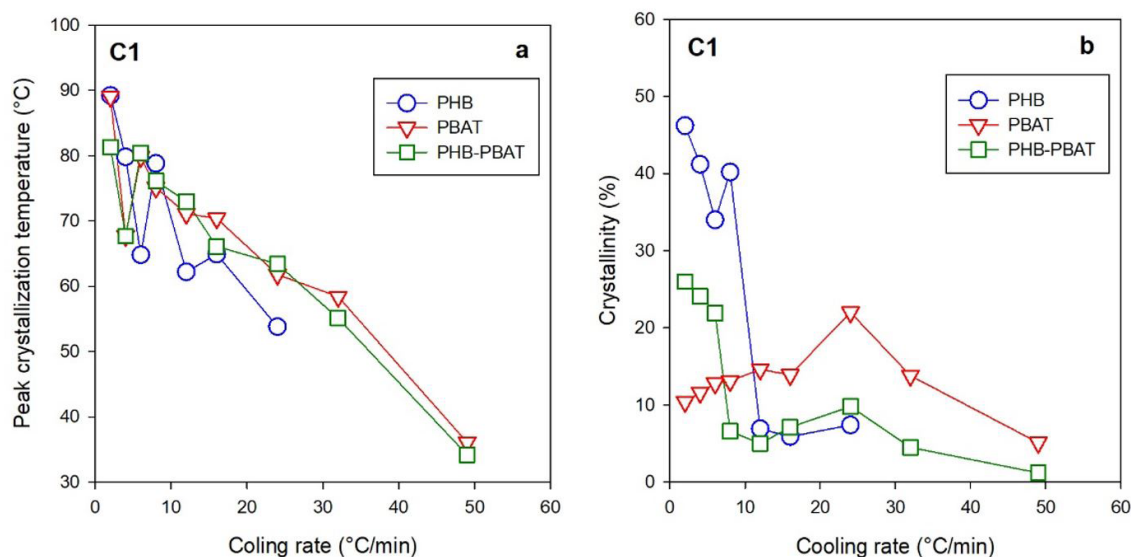 C1
a
PHB
PBAT
PHB-PBAT
Peak crystallization temperature (°C)
100
90
80
70
60
50
40
30
0 10 20 30 40 50 60
Coling rate (°C/min)
C1
b
PHB
PBAT
PHB-PBAT
Crystallinity (%)
60
50
40
30
20
10
0
0 10 20 30 40 50 60
Cooling rate (°C/min)